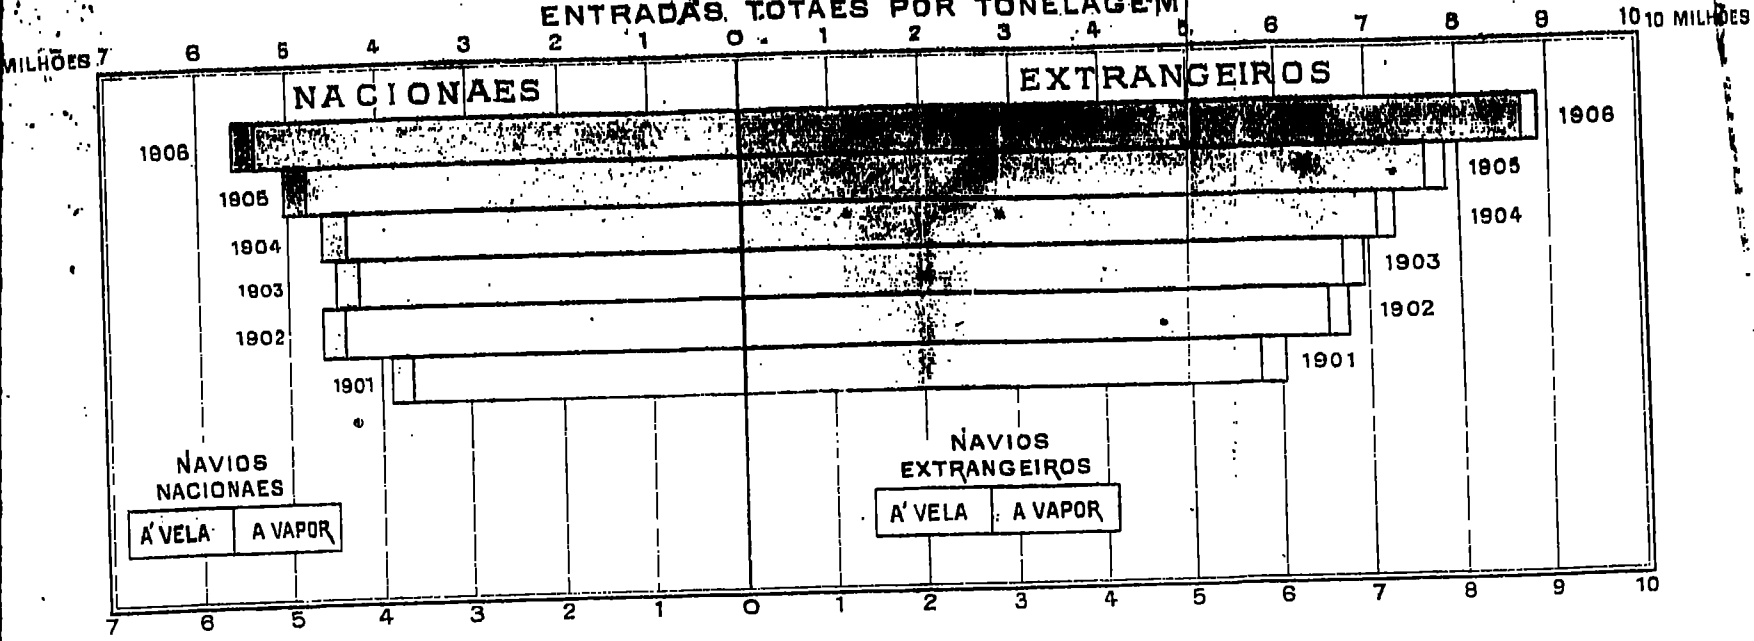 ENTRADAS TOTAES POR TONELAGEM
MILHÕES 7 6 5 4 3 2 1 0 1 2 3 4 5 6 7 8 9 10 10 MILHÕES
NACIONAES EXTRANGEIROS
1906 1906
1905 1905
1904 1904
1903 1903
1902 1902
1901 1901
NAVIOS
NACIONAES
A' VELA A VAPOR
NAVIOS
EXTRANGEIROS
A' VELA A VAPOR
7 6 5 4 3 2 1 0 1 2 3 4 5 6 7 8 9 10